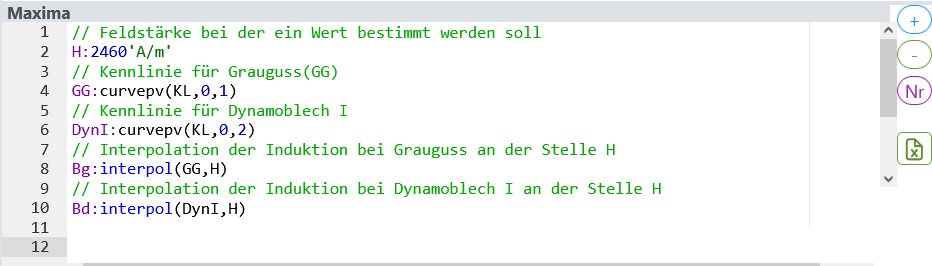 Maxima
1 // Feldstärke bei der ein Wert bestimmt werden soll
2 H:2460'A/m'
3 // Kennlinie für Grauguss(GG)
4 GG:curvepv(KL,0,1)
5 // Kennlinie für Dynamoblech I
6 DynI:curvepv(KL,0,2)
7 // Interpolation der Induktion bei Grauguss an der Stelle H
8 Bg:interpol(GG,H)
9 // Interpolation der Induktion bei Dynamoblech I an der Stelle H
10 Bd:interpol(DynI,H)
11
12
+
-
Nr